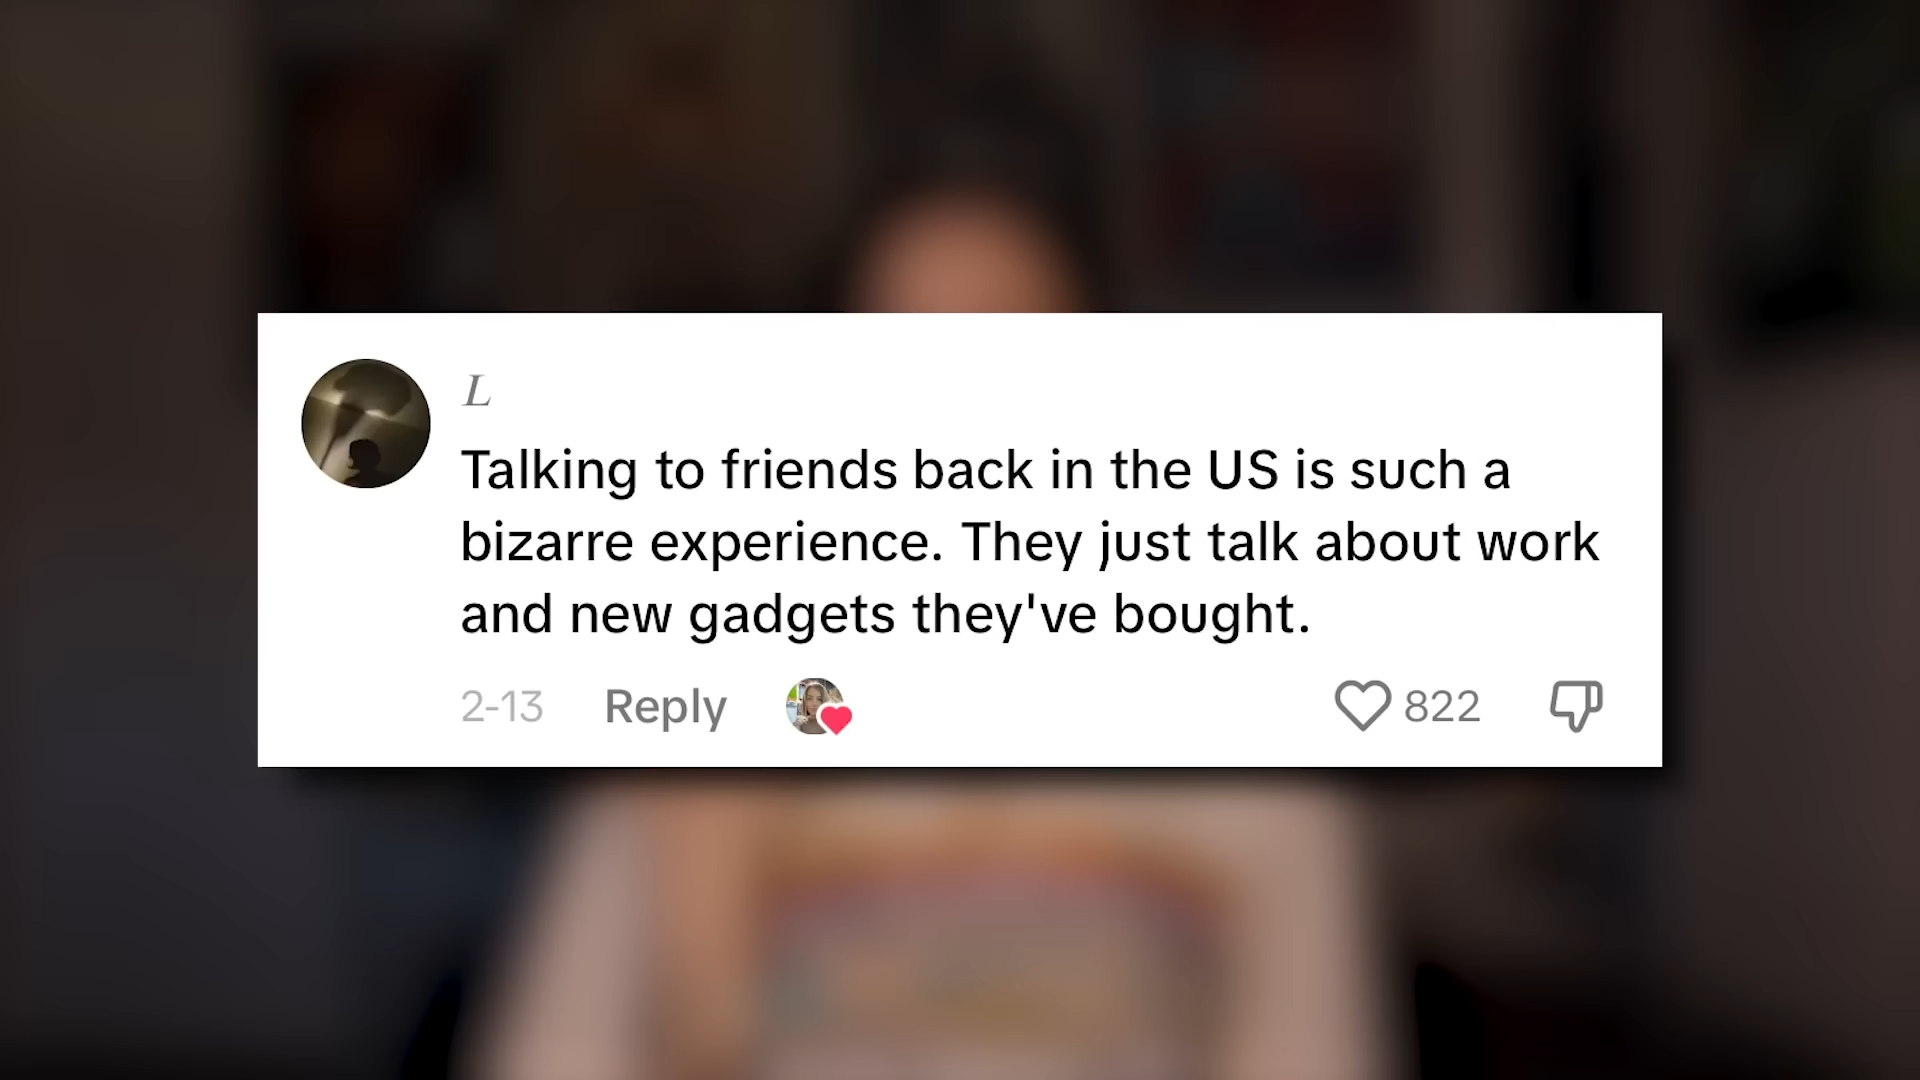 L
Talking to friends back in the US is such a
bizarre experience. They just talk about work
and new gadgets they've bought.
2-13 Reply 822